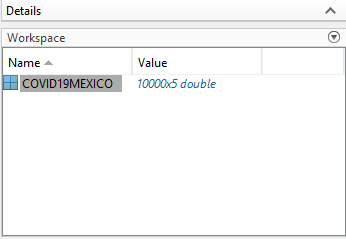 Details
Workspace
Name Value
COVID19MEXICO 10000x5 double